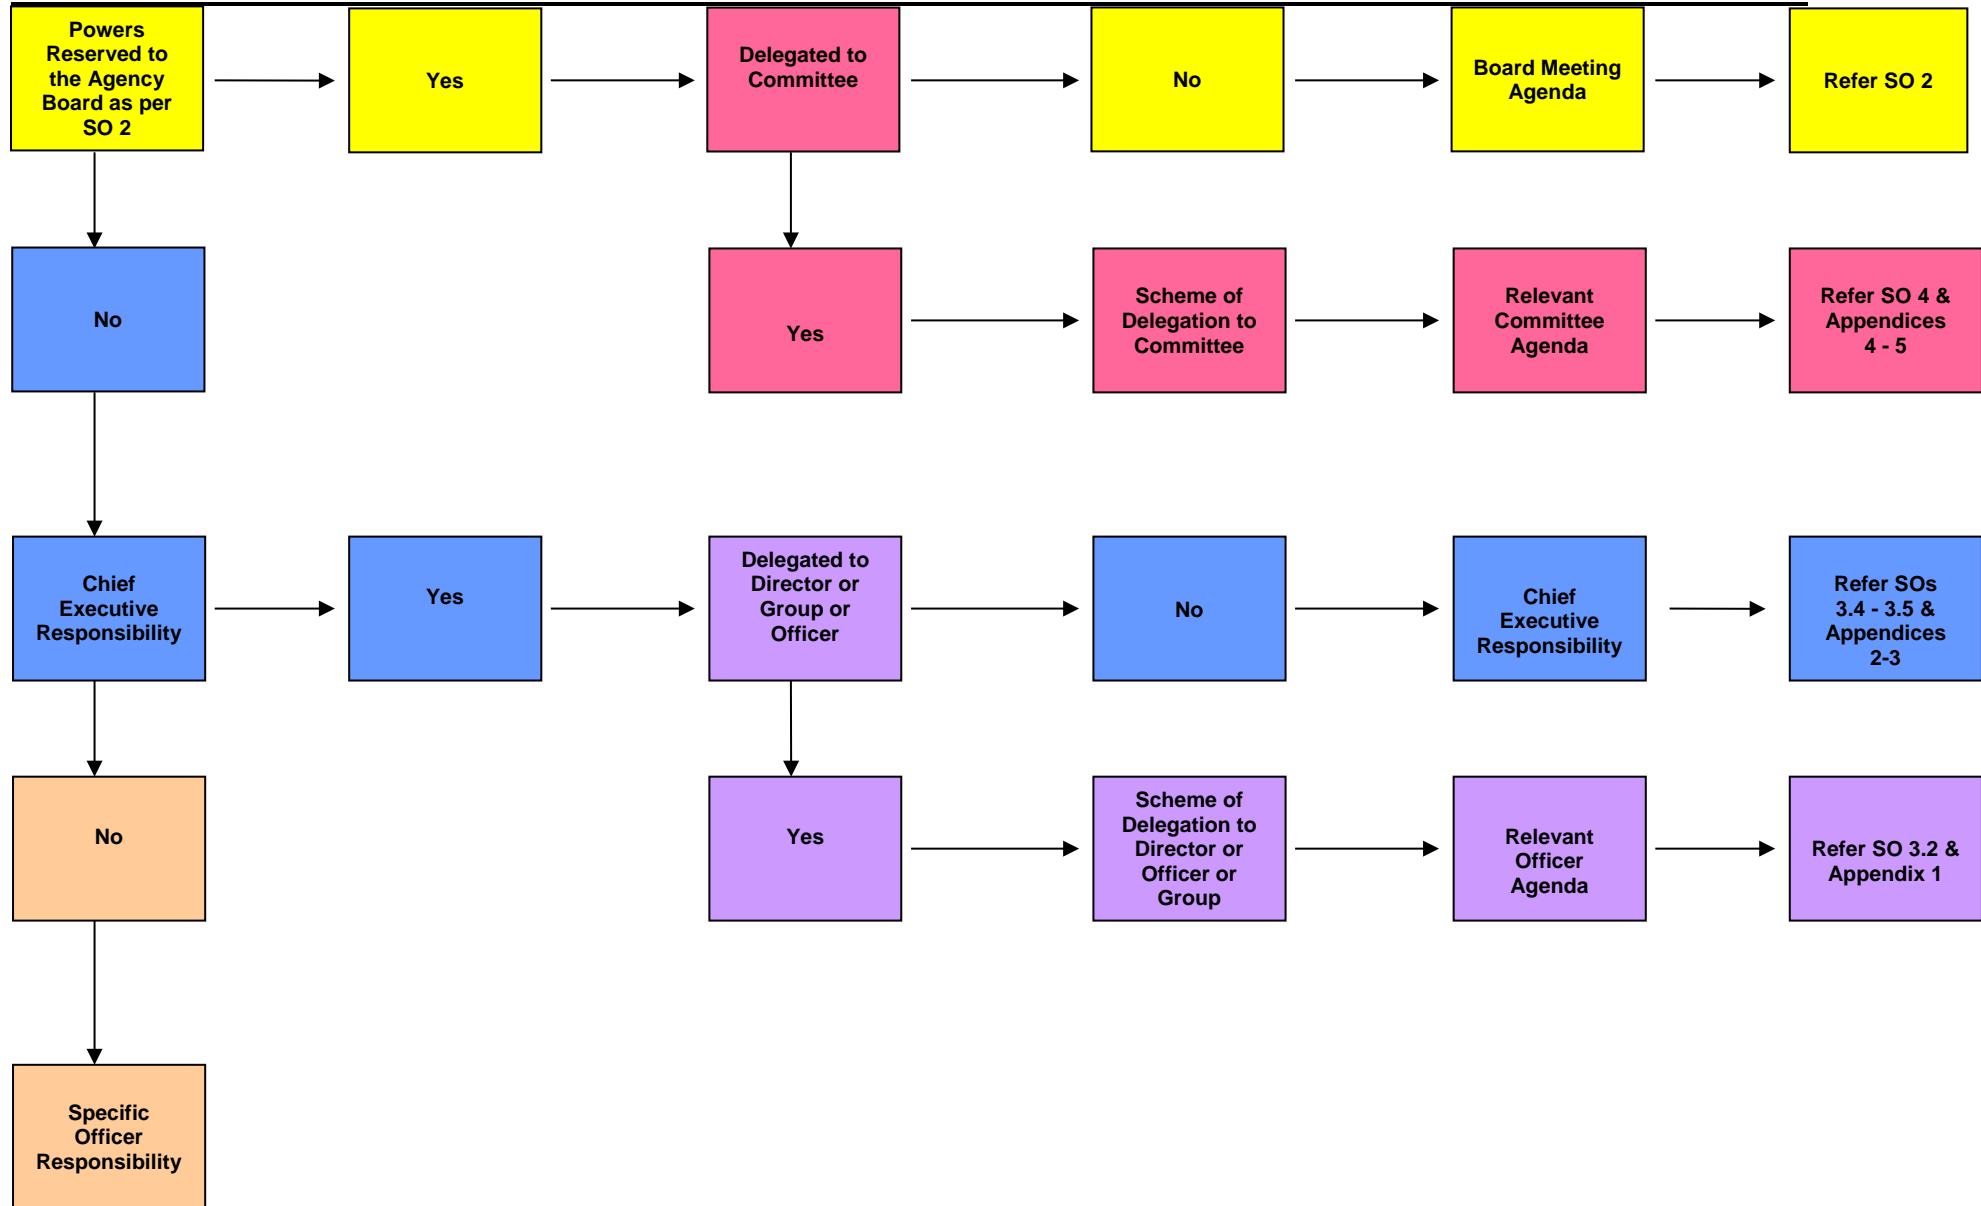 Powers
Reserved to
the Agency
Board as per
SO 2
Yes
Delegated to
Committee
No
Board Meeting
Agenda
Refer SO 2
No
Yes
Scheme of
Delegation to
Committee
Relevant
Committee
Agenda
Refer SO 4 &
Appendices
4 - 5
Chief
Executive
Responsibility
Yes
Delegated to
Director or
Group or
Officer
No
Chief
Executive
Responsibility
Refer SOs
3.4 - 3.5 &
Appendices
2-3
No
Yes
Scheme of
Delegation to
Director or
Officer or
Group
Relevant
Officer
Agenda
Refer SO 3.2 &
Appendix 1
Specific
Officer
Responsibility